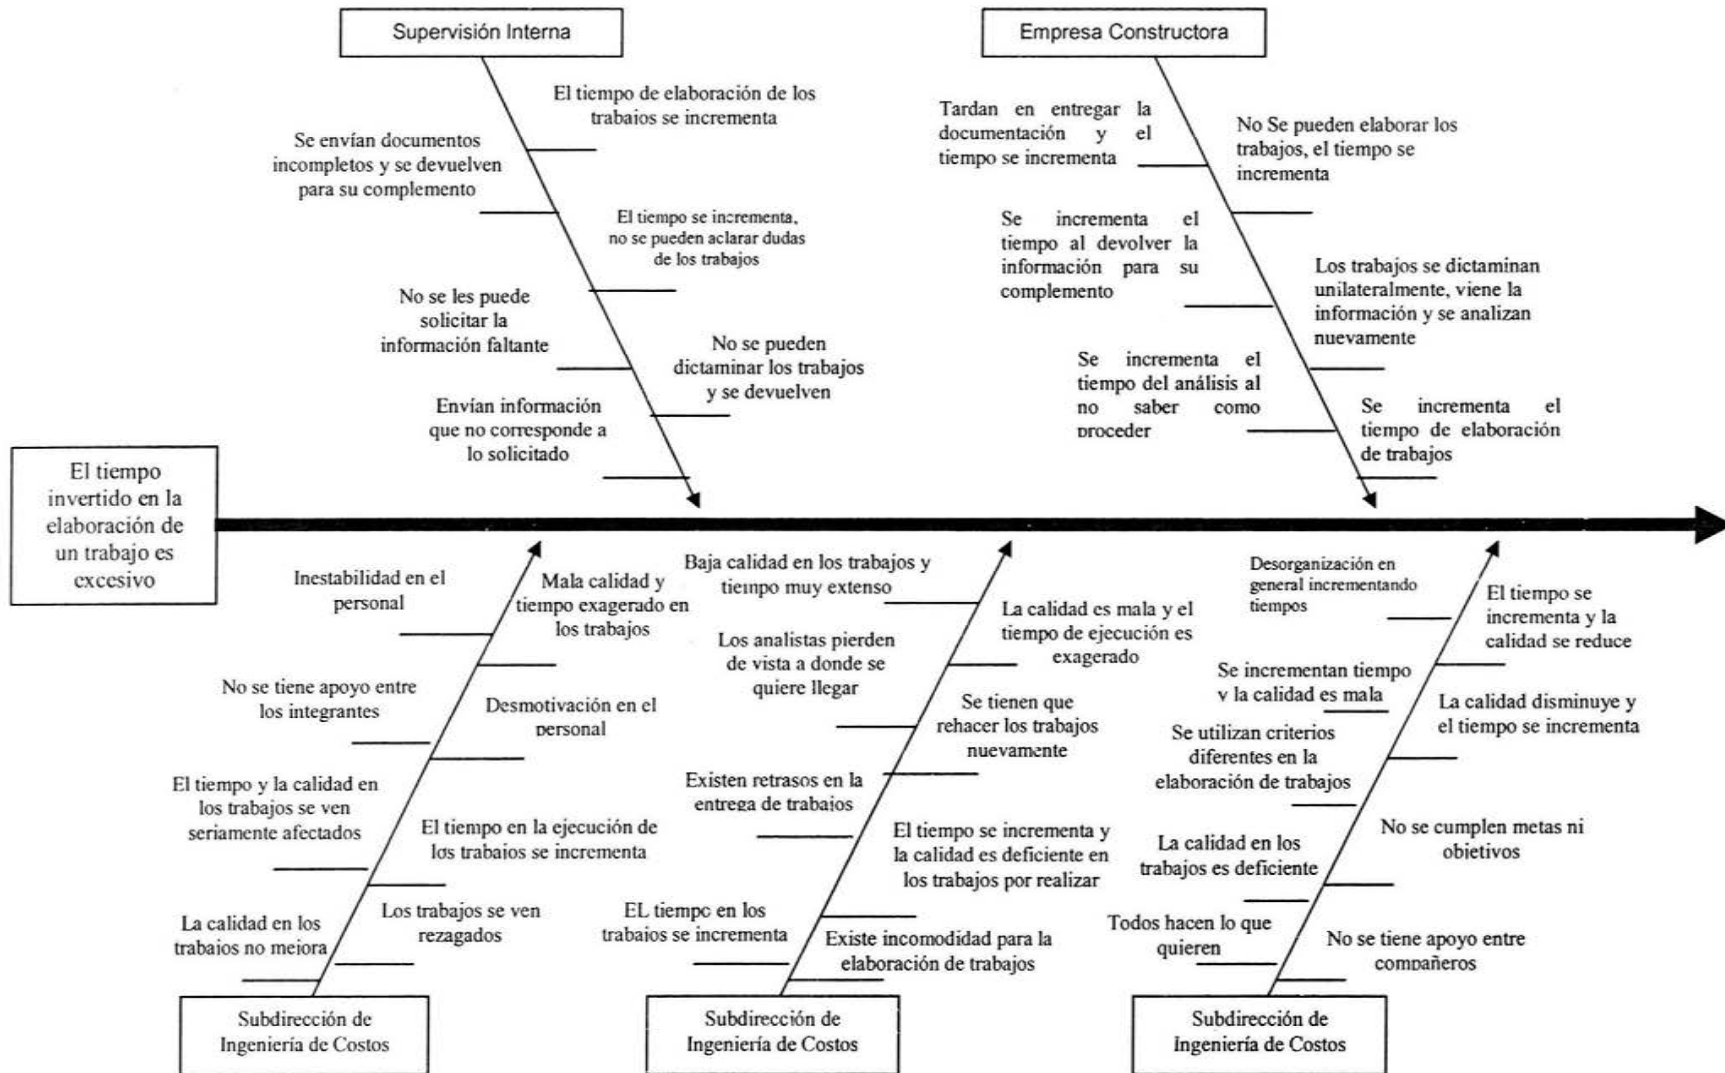 Supervisión Interna
Empresa Constructora
El tiempo de elaboración de los
trabajos se incrementa
Se envían documentos
incompletos y se devuelven
para su complemento
El tiempo se incrementa,
no se pueden aclarar dudas
de los trabajos
No se les puede
solicitar la
información faltante
No se pueden
dictaminar los trabajos
y se devuelven
Envían información
que no corresponde a
lo solicitado
Tardan en entregar la
documentación y el
tiempo se incrementa
No Se pueden elaborar los
trabajos, el tiempo se
incrementa
Se incrementa el
tiempo al devolver la
información para su
complemento
Los trabajos se dictaminan
unilateralmente, viene la
información y se analizan
nuevamente
Se incrementa el
tiempo del análisis al
no saber como
proceder
Se incrementa el
tiempo de elaboración
de trabajos
El tiempo
invertido en la
elaboración de
un trabajo es
excesivo
Inestabilidad en el
personal
Mala calidad y
tiempo exagerado en
los trabajos
No se tiene apoyo entre
los integrantes
Desmotivación en el
personal
El tiempo y la calidad en
los trabajos se ven
seriamente afectados
El tiempo en la ejecución de
los trabajos se incrementa
La calidad en los
trabajos no mejora
Los trabajos se ven
rezagados
Subdirección de
Ingeniería de Costos
Baja calidad en los trabajos y
tiempo muy extenso
La calidad es mala y el
tiempo de ejecución es
exagerado
Los analistas pierden
de vista a donde se
quiere llegar
Se tienen que
rehacer los trabajos
nuevamente
Existen retrasos en la
entrega de trabajos
El tiempo se incrementa y
la calidad es deficiente en
los trabajos por realizar
EL tiempo en los
trabajos se incrementa
Existe incomodidad para la
elaboración de trabajos
Subdirección de
Ingeniería de Costos
Desorganización en
general incrementando
tiempos
El tiempo se
incrementa y la
calidad se reduce
Se incrementan tiempo
y la calidad es mala
La calidad disminuye y
el tiempo se incrementa
Se utilizan criterios
diferentes en la
elaboración de trabajos
No se cumplen metas ni
objetivos
La calidad en los
trabajos es deficiente
Todos hacen lo que
quieren
No se tiene apoyo entre
compañeros
Subdirección de
Ingeniería de Costos